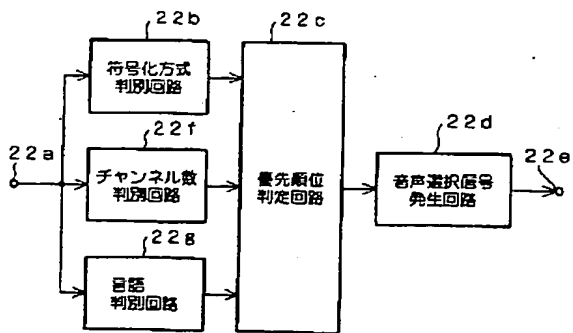 22b
22c
符号化方式
判別回路
22f
22d
22a
22e
チャンネル数
判別回路
優先順位
判定回路
音声選択信号
発生回路
22g
言語
判別回路